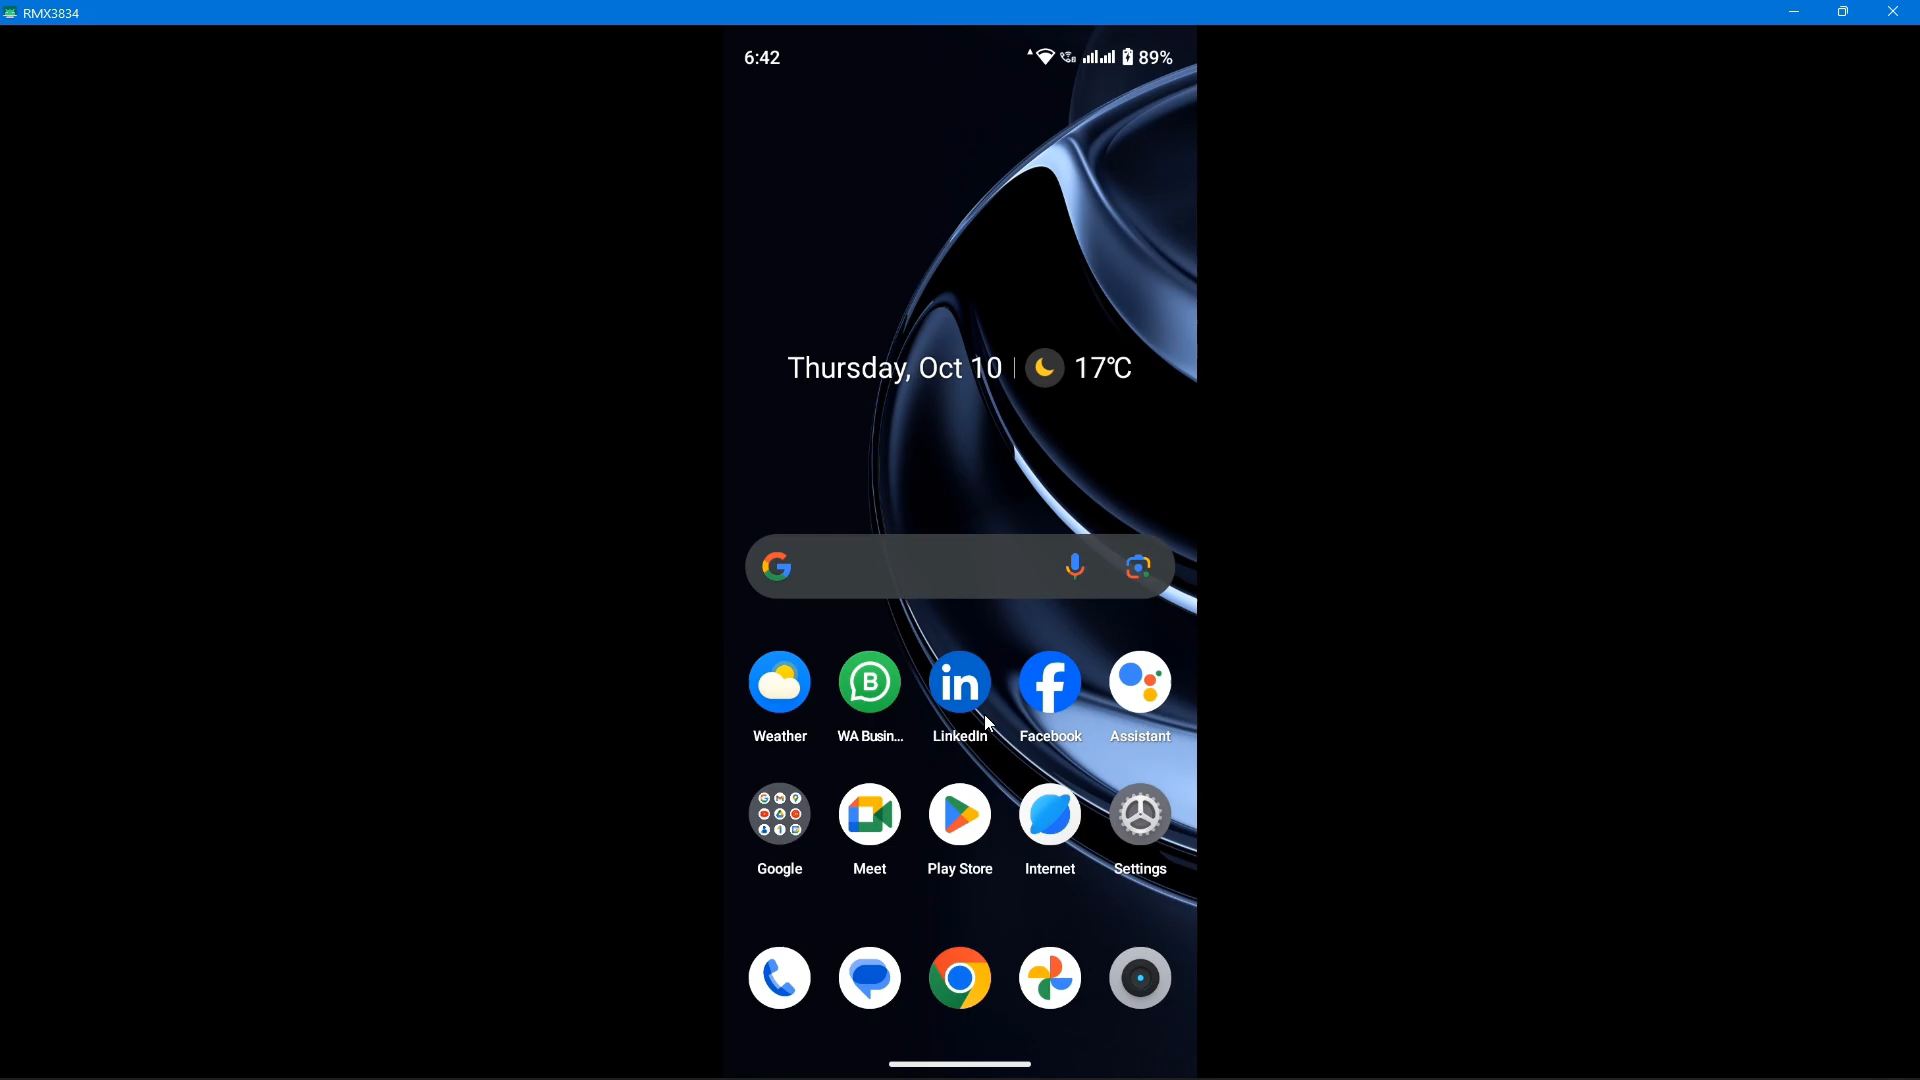 RMX3834
6:42
89%
Thursday, Oct 10 | 17°C
Weather
WA Busin...
LinkedIn
Facebook
Assistant
Google
Meet
Play Store
Internet
Settings